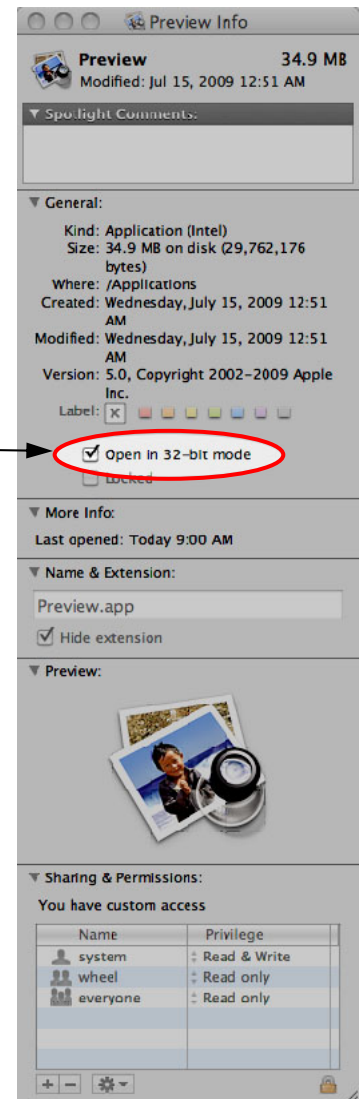 Preview Info
Preview 34.9 MB
Modified: Jul 15, 2009 12:51 AM
Spotlight Comments:
General:
Kind: Application (Intel)
Size: 34.9 MB on disk (29,762,176
bytes)
Where: /Applications
Created: Wednesday, July 15, 2009 12:51
AM
Modified: Wednesday, July 15, 2009 12:51
AM
Version: 5.0, Copyright 2002-2009 Apple
Inc.
Label:
Open in 32-bit mode
Locked
More Info:
Last opened: Today 9:00 AM
Name & Extension:
Preview.app
Hide extension
Preview:
Sharing & Permissions:
You have custom access
Name Privilege
system Read & Write
wheel Read only
everyone Read only